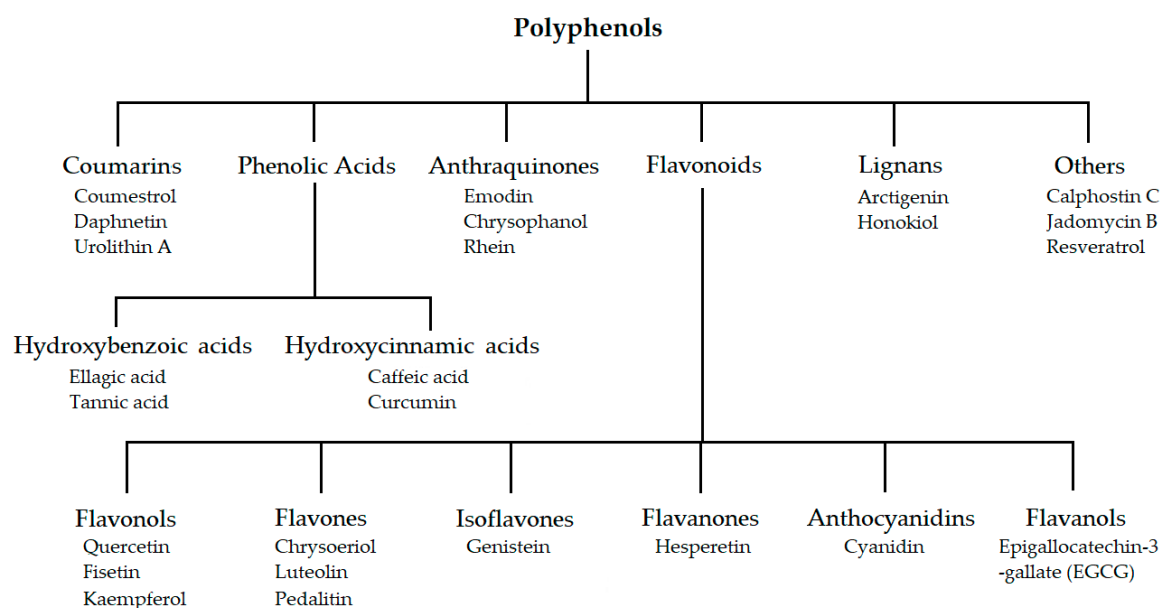 Polyphenols
Coumarins
Coumestrol
Daphnetin
Urolithin A
Phenolic Acids
Anthraquinones
Emodin
Chrysophanol
Rhein
Flavonoids
Lignans
Arctigenin
Honokiol
Others
Calphostin C
Jadomycin B
Resveratrol
Hydroxybenzoic acids
Ellagic acid
Tannic acid
Hydroxycinnamic acids
Caffeic acid
Curcumin
Flavonols
Quercetin
Fisetin
Kaempferol
Flavones
Chrysoeriol
Luteolin
Pedalitin
Isoflavones
Genistein
Flavanones
Hesperetin
Anthocyanidins
Cyanidin
Flavanols
Epigallocatechin-3
-gallate (EGCG)